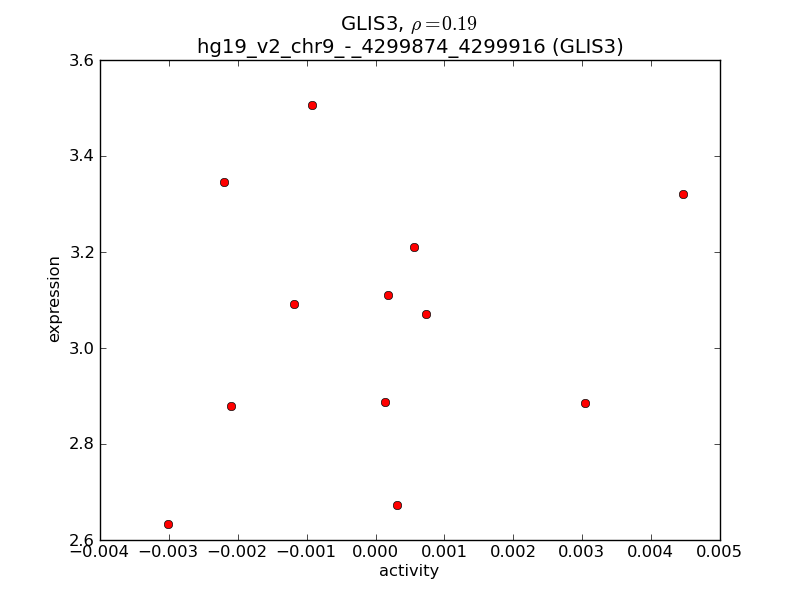 GLIS3, ρ = 0.19
hg19_v2_chr9_-_4299874_4299916 (GLIS3)
3.6
3.4
3.2
3.0
2.8
2.6
expression
−0.004 −0.003 −0.002 −0.001 0.000 0.001 0.002 0.003 0.004 0.005
activity